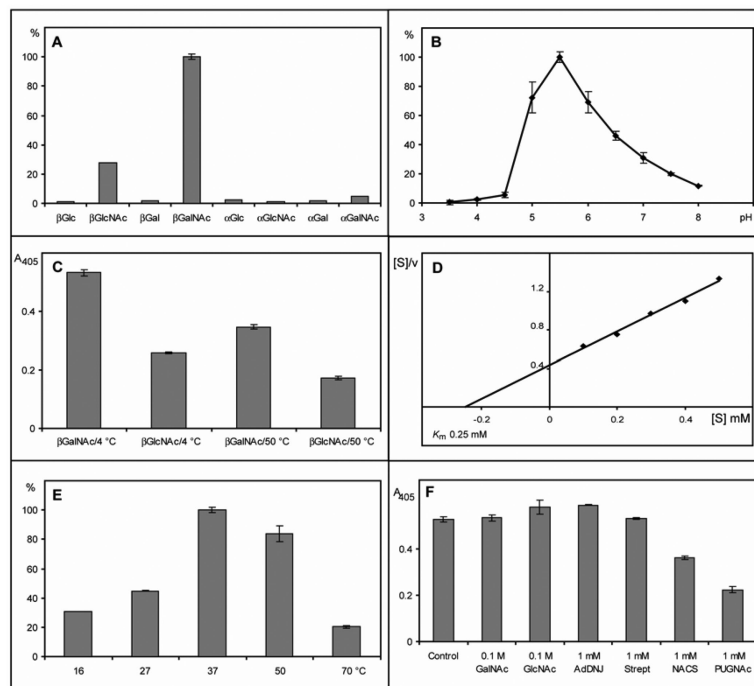 A
%
100
80
60
40
20
0
βGlc βGlcNAc βGal βGalNAc αGlc αGlcNAc αGal αGalNAc
B
%
100
80
60
40
20
0
3 4 5 6 7 8 pH
C
A405
0.4
0.2
0
βGalNAc/4 °C βGlcNAc/4 °C βGalNAc/50 °C βGlcNAc/50 °C
D
[S]/v
1.2
0.8
0.4
-0.2 0 0.2 0.4 [S] mM
Km 0.25 mM
E
%
100
80
60
40
20
0
16 27 37 50 70 °C
F
A405
0.4
0.2
0
Control 0.1 M 0.1 M 1 mM 1 mM 1 mM 1 mM
GalNAc GlcNAc AdDNJ Strept NACS PUGNAc